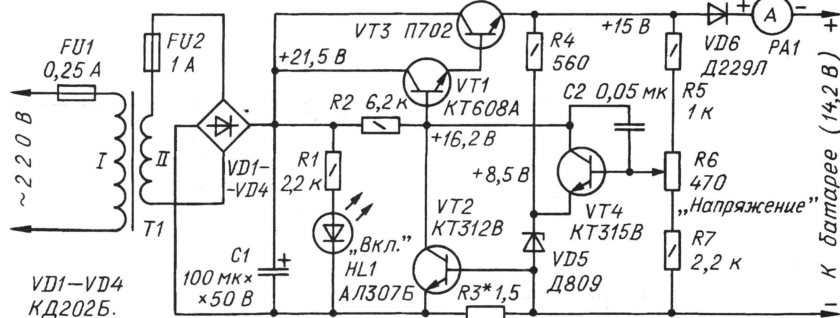 FU1
0,25 А
FU2
1 А
~220 В
I
II
T1
VD1–
–VD4
VD1–VD4
КД202Б.
C1
100 мк×
×50 В
+
+21,5 В
R1
2,2 к
„Вкл.”
HL1
АЛ307Б
R2 6,2 к
VT3 П702
VT1
КТ608А
+16,2 В
VT2
КТ312В
R3* 1,5
R4
560
+8,5 В
VD5
Д809
C2 0,05 мк
VT4
КТ315В
+15 В
R5
1 к
R6
470
„Напряжение”
R7
2,2 к
VD6
Д229Л
+ А –
PA1
+
К батарее (14,2 В)
–